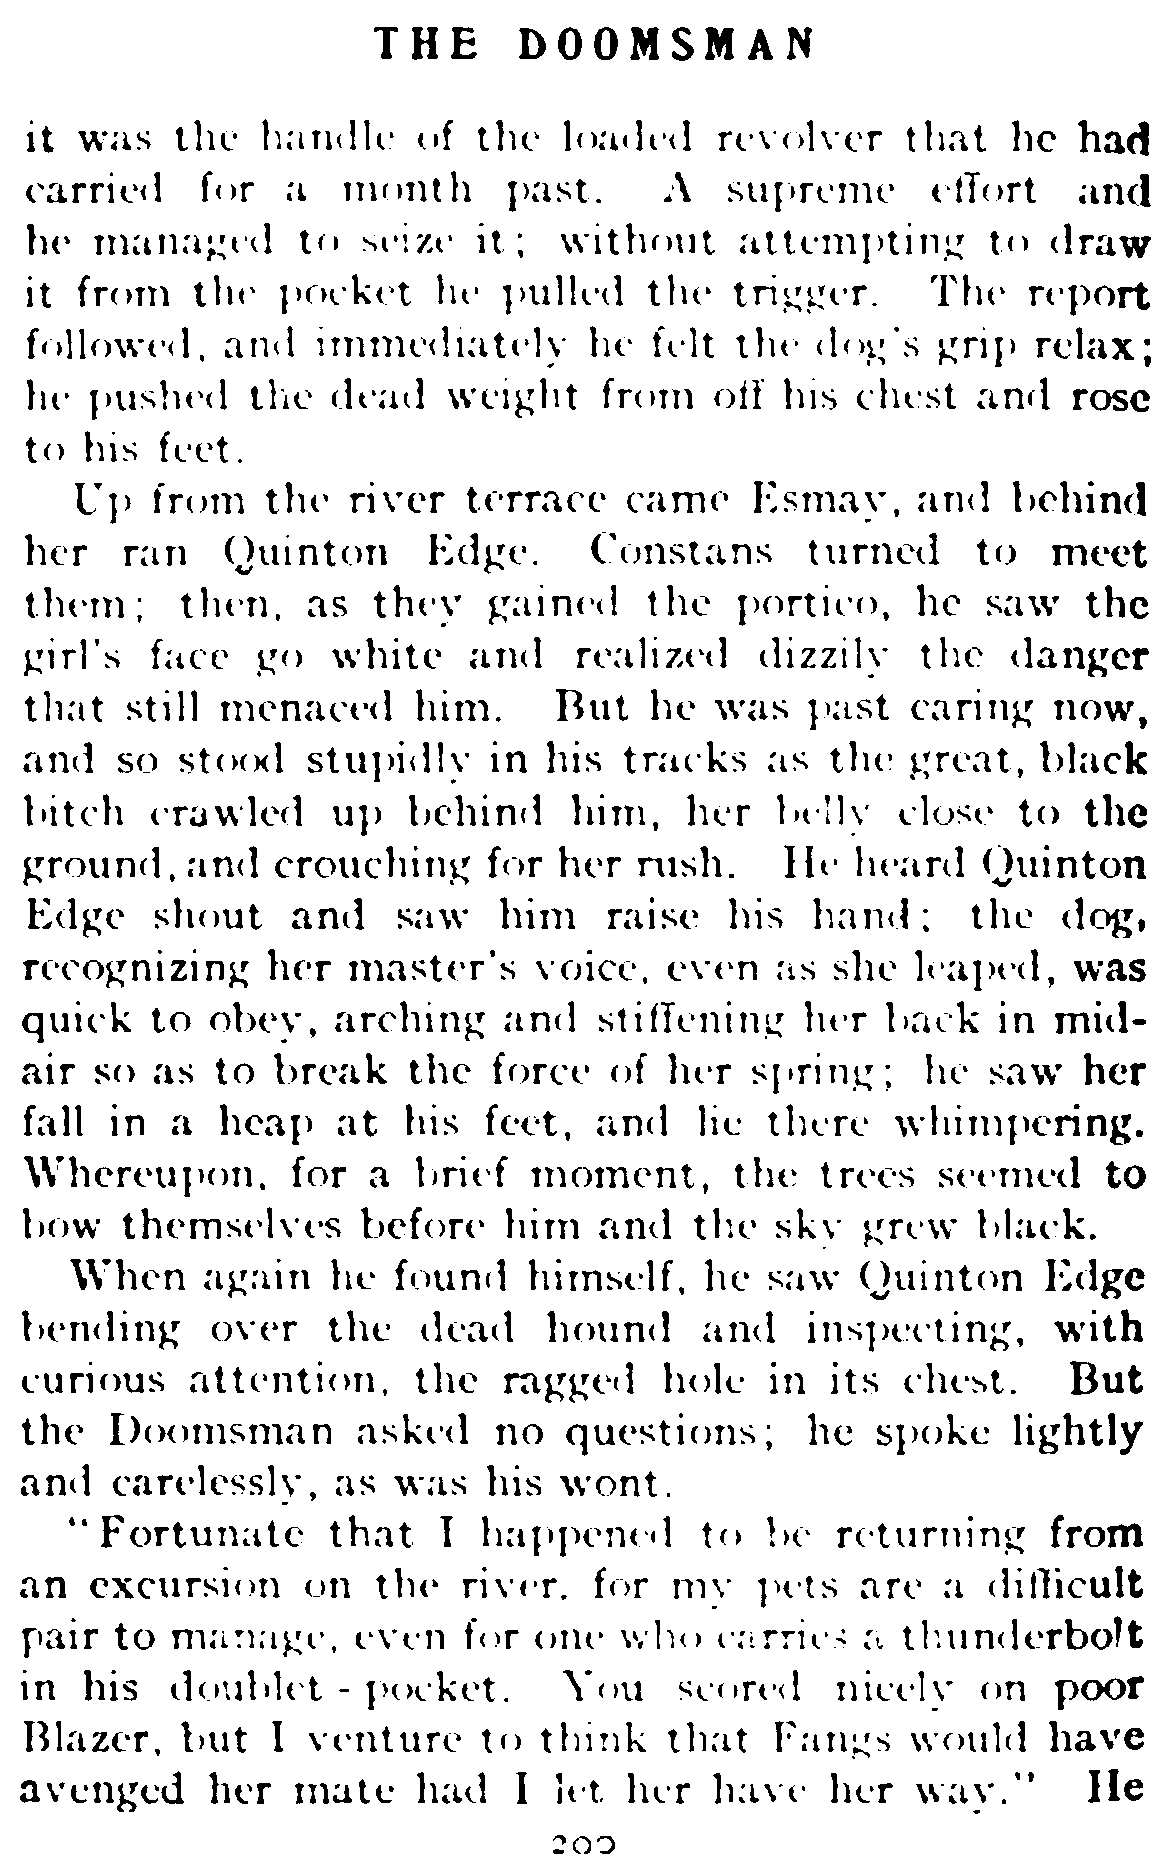 THE DOOMSMAN
it was the handle of the loaded revolver that he had
carried for a month past. A supreme effort and
he managed to seize it; without attempting to draw
it from the pocket he pulled the trigger. The report
followed, and immediately he felt the dog's grip relax;
he pushed the dead weight from off his chest and rose
to his feet.
Up from the river terrace came Esmay, and behind
her ran Quinton Edge. Constans turned to meet
them; then, as they gained the portico, he saw the
girl's face go white and realized dizzily the danger
that still menaced him. But he was past caring now,
and so stood stupidly in his tracks as the great, black
bitch crawled up behind him, her belly close to the
ground, and crouching for her rush. He heard Quinton
Edge shout and saw him raise his hand; the dog,
recognizing her master's voice, even as she leaped, was
quick to obey, arching and stiffening her back in mid-
air so as to break the force of her spring; he saw her
fall in a heap at his feet, and lie there whimpering.
Whereupon, for a brief moment, the trees seemed to
bow themselves before him and the sky grew black.
When again he found himself, he saw Quinton Edge
bending over the dead hound and inspecting, with
curious attention, the ragged hole in its chest. But
the Doomsman asked no questions; he spoke lightly
and carelessly, as was his wont.
"Fortunate that I happened to be returning from
an excursion on the river, for my pets are a difficult
pair to manage, even for one who carries a thunderbolt
in his doublet-pocket. You scored nicely on poor
Blazer, but I venture to think that Fangs would have
avenged her mate had I let her have her way." He